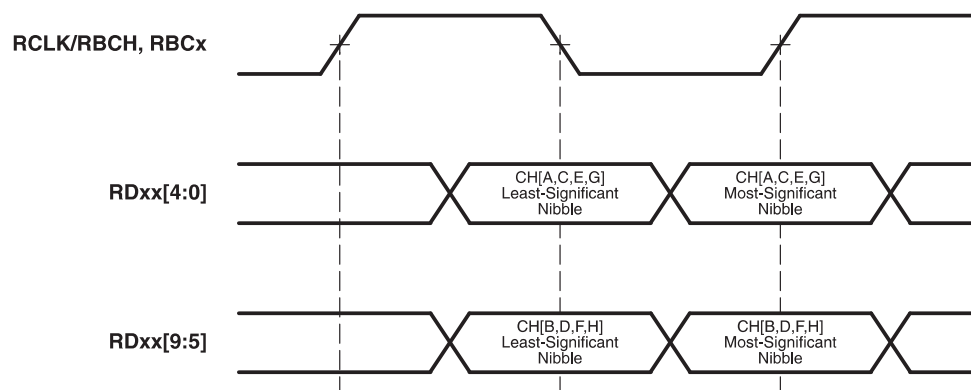 RCLK/RBCH, RBCx
RDxx[4:0]
CH[A,C,E,G]
Least-Significant
Nibble
CH[A,C,E,G]
Most-Significant
Nibble
RDxx[9:5]
CH[B,D,F,H]
Least-Significant
Nibble
CH[B,D,F,H]
Most-Significant
Nibble